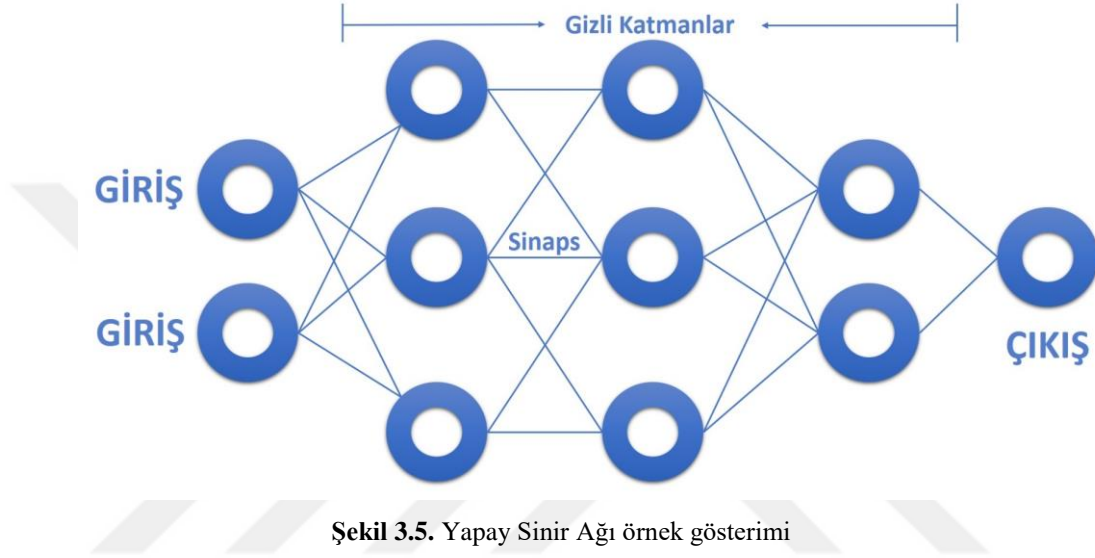 Gizli Katmanlar
GİRİŞ
Sinaps
GİRİŞ
ÇIKIŞ
Şekil 3.5. Yapay Sinir Ağı örnek gösterimi